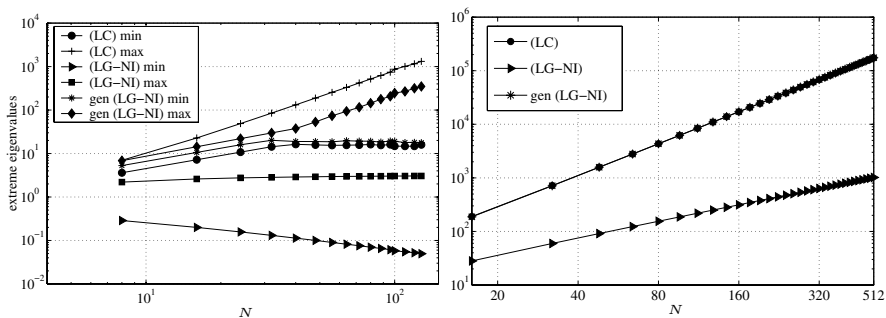 (LC) min
(LC) max
(LG−NI) min
(LG−NI) max
gen (LG−NI) min
gen (LG−NI) max
extreme eigenvalues
10^4
10^3
10^2
10^1
10^0
10^−1
10^−2
10^1
10^2
N
(LC)
(LG−NI)
gen (LG−NI)
10^6
10^5
10^4
10^3
10^2
10^1
20
40
80
160
320
512
N